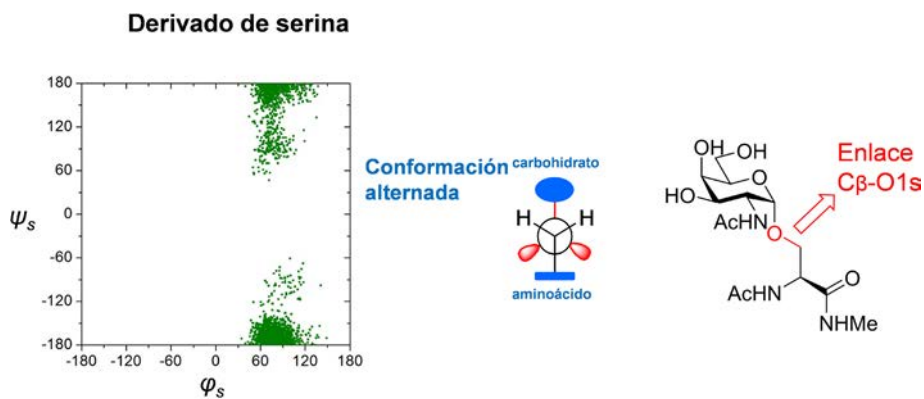 Derivado de serina
180
120
60
0
-60
-120
-180
ψs
-180 -120 -60 0 60 120 180
φs
Conformación
alternada
carbohidrato
H H
aminoácido
OH OH
O
HO
AcHN
O
AcHN
O
NHMe
Enlace
Cβ-O1s